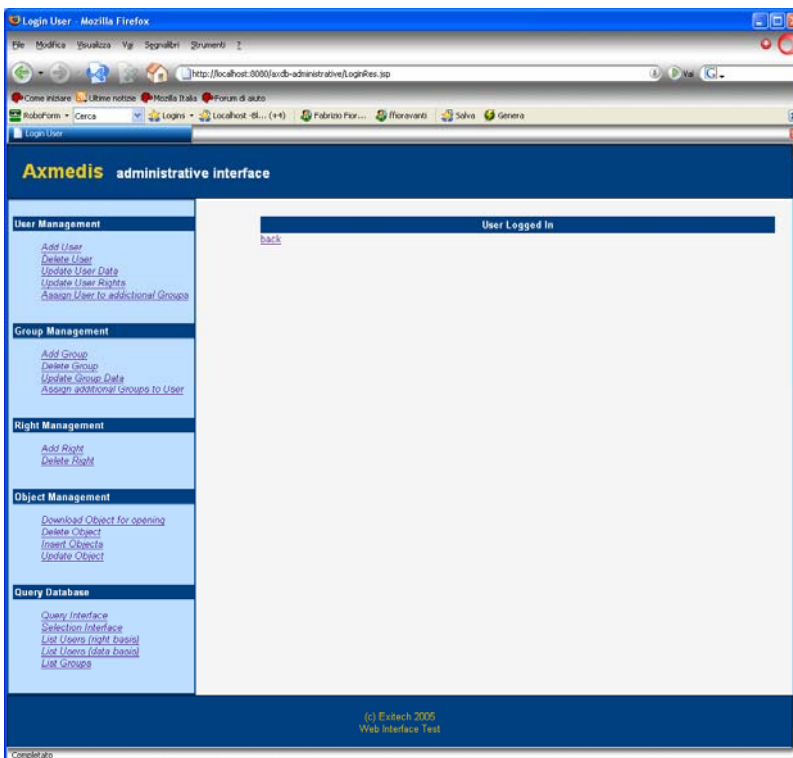 Login User - Mozilla Firefox
File Modifica Visualizza Vai Segnalibri Strumenti ?
http://localhost:8080/axdb-administrative/LoginRes.jsp Vai
Come iniziare Ultime notizie Mozilla Italia Forum di aiuto
RoboForm Cerca Logins Localhost -Bl... (+4) Fabrizio Fior... ffioravanti Salva Genera
Login User
Axmedis administrative interface
User Management
Add User
Delete User
Update User Data
Update User Rights
Assign User to addictional Groups
Group Management
Add Group
Delete Group
Update Group Data
Assign additional Groups to User
Right Management
Add Right
Delete Right
Object Management
Download Object for opening
Delete Object
Insert Objects
Update Object
Query Database
Query Interface
Selection Interface
List Users (right basis)
List Users (data basis)
List Groups
User Logged In
back
(c) Exitech 2005
Web Interface Test
Completato